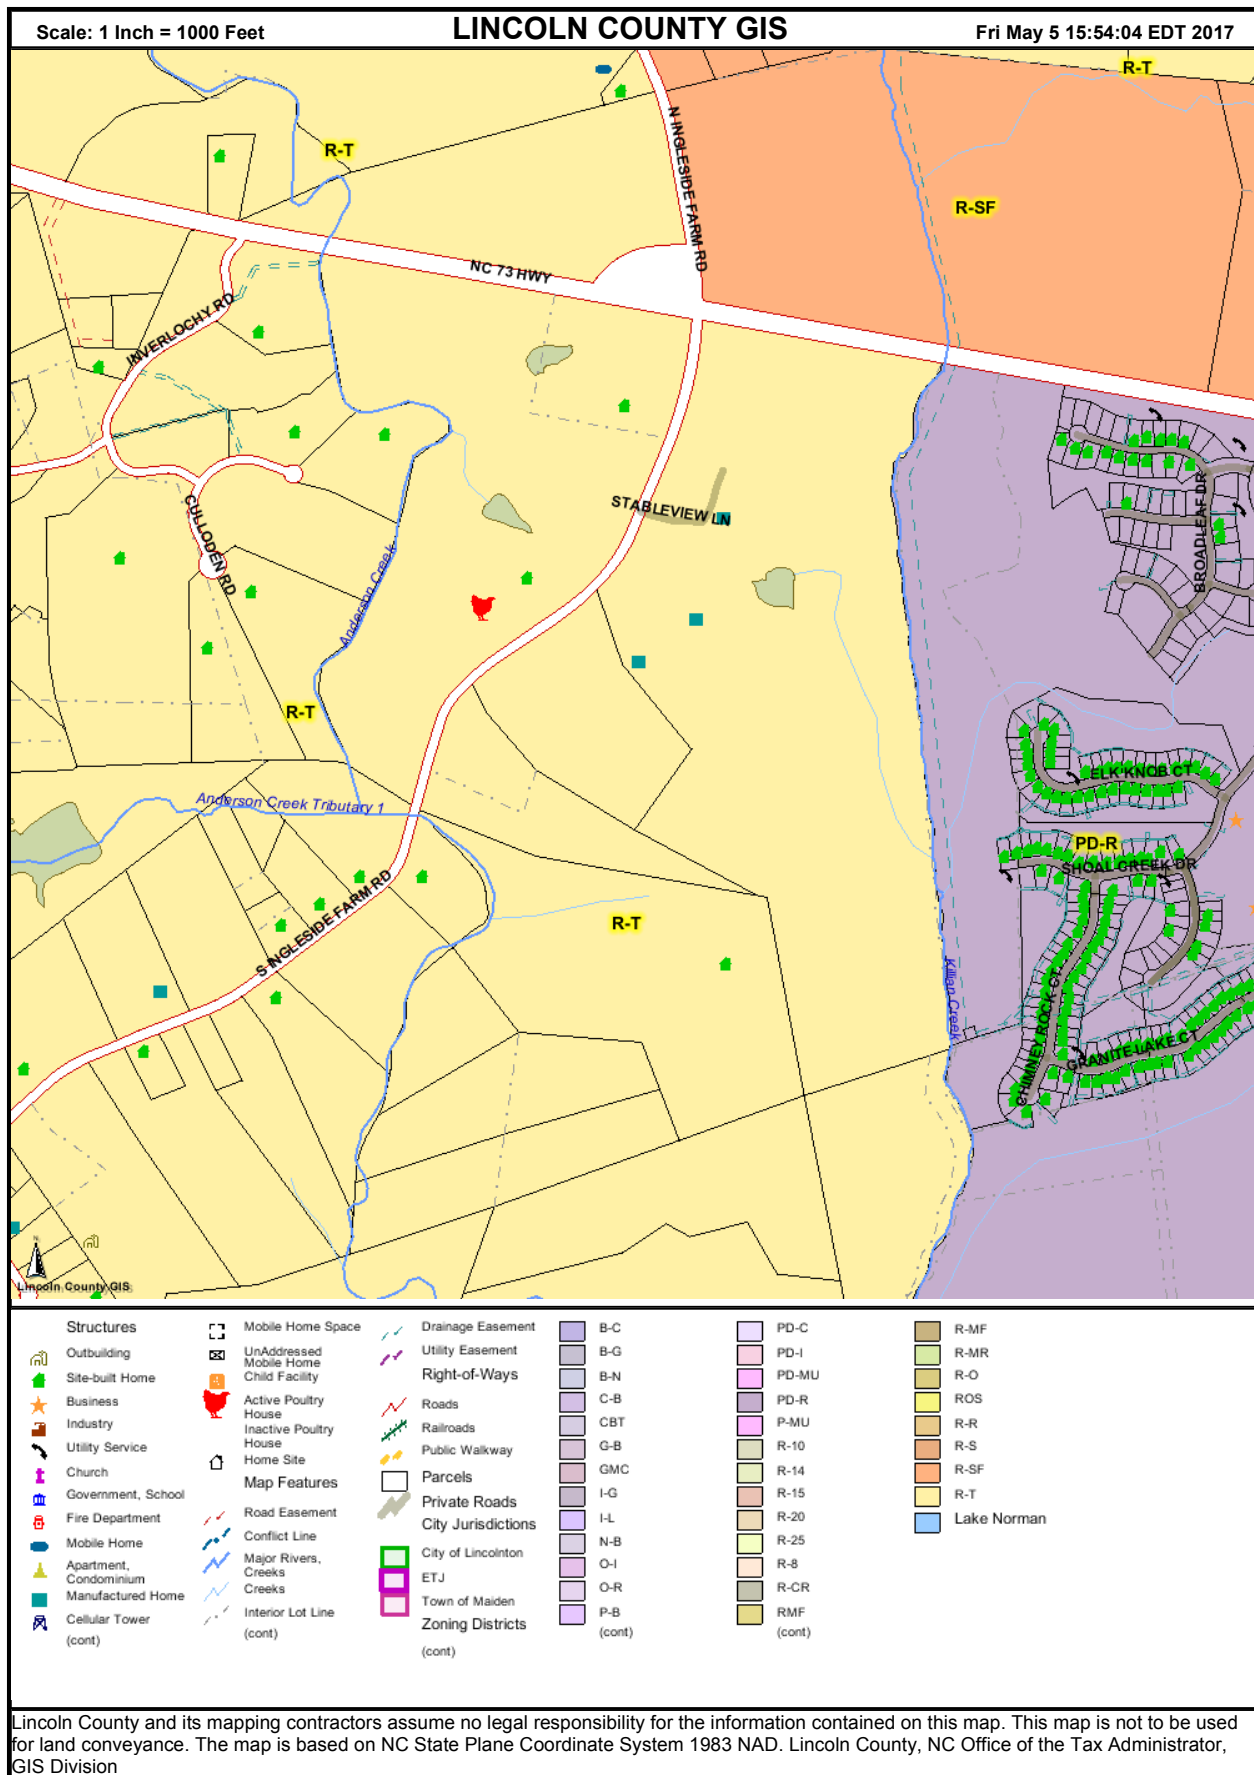 Scale: 1 Inch = 1000 Feet
LINCOLN COUNTY GIS
Fri May 5 15:54:04 EDT 2017
R-T
R-T
N INGLESIDE FARM RD
R-SF
NC 73 HWY
INVERLOCHY RD
STABLEVIEW LN
BROADLEAF DR
CULLODEN RD
Anderson Creek
R-T
ELK KNOB CT
Anderson Creek Tributary 1
PD-R
SHOAL CREEK DR
S INGLESIDE FARM RD
R-T
Killian Creek
CHIMNEY ROCK CT
GRANITE LAKE CT
N
Lincoln County GIS
Structures
Outbuilding
Site-built Home
Business
Industry
Utility Service
Church
Government, School
Fire Department
Mobile Home
Apartment,
Condominium
Manufactured Home
Cellular Tower
(cont)
Mobile Home Space
UnAddressed
Mobile Home
Child Facility
Active Poultry
House
Inactive Poultry
House
Home Site
Map Features
Road Easement
Conflict Line
Major Rivers,
Creeks
Creeks
Interior Lot Line
(cont)
Drainage Easement
Utility Easement
Right-of-Ways
Roads
Railroads
Public Walkway
Parcels
Private Roads
City Jurisdictions
City of Lincolnton
ETJ
Town of Maiden
Zoning Districts
(cont)
B-C
B-G
B-N
C-B
CBT
G-B
GMC
I-G
I-L
N-B
O-I
O-R
P-B
(cont)
PD-C
PD-I
PD-MU
PD-R
P-MU
R-10
R-14
R-15
R-20
R-25
R-8
R-CR
RMF
(cont)
R-MF
R-MR
R-O
ROS
R-R
R-S
R-SF
R-T
Lake Norman
Lincoln County and its mapping contractors assume no legal responsibility for the information contained on this map. This map is not to be used
for land conveyance. The map is based on NC State Plane Coordinate System 1983 NAD. Lincoln County, NC Office of the Tax Administrator,
GIS Division